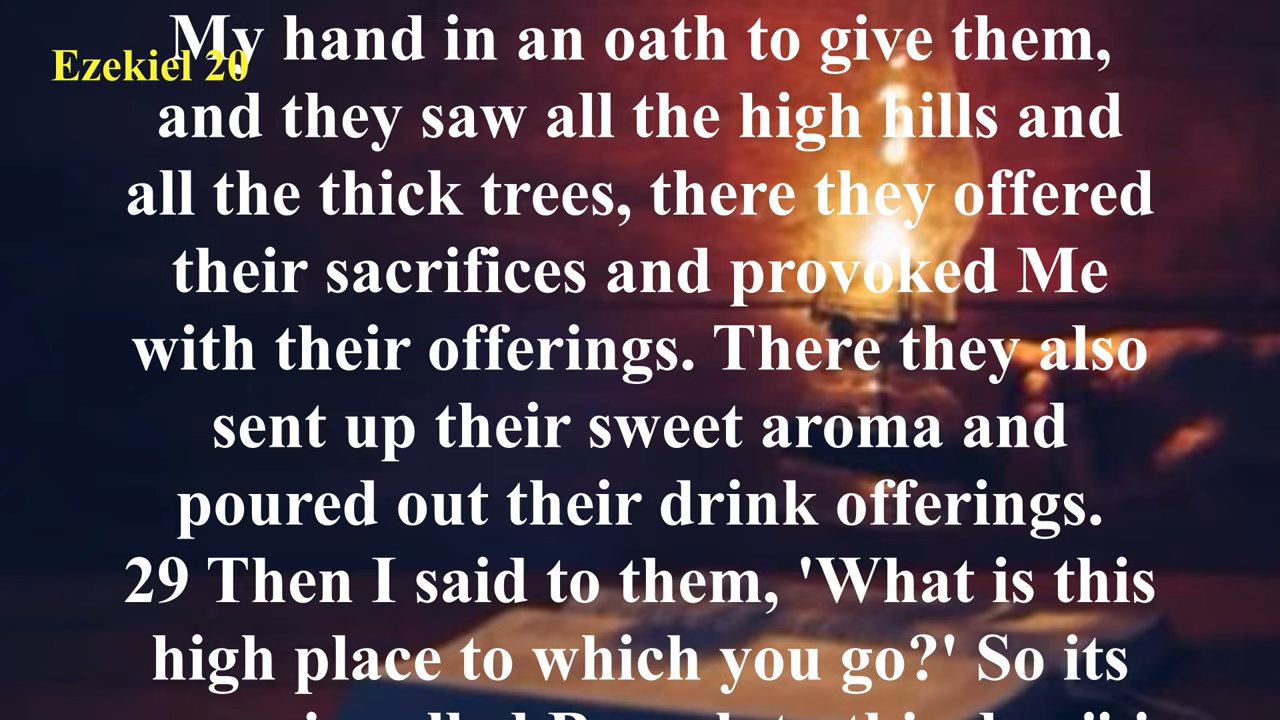 My hand in an oath to give them,
Ezekiel 20
and they saw all the high hills and
all the thick trees, there they offered
their sacrifices and provoked Me
with their offerings. There they also
sent up their sweet aroma and
poured out their drink offerings.
29 Then I said to them, 'What is this
high place to which you go?' So its